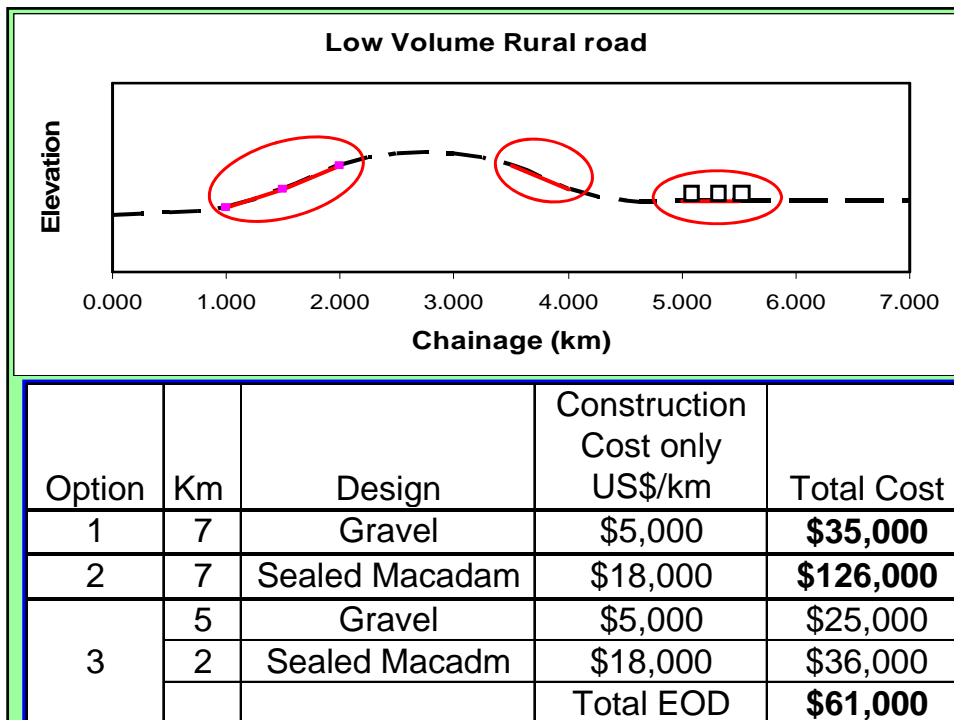 Low Volume Rural road
Elevation
0.000 1.000 2.000 3.000 4.000 5.000 6.000 7.000
Chainage (km)
Option Km Design Construction Cost only US$/km Total Cost
1 7 Gravel $5,000 $35,000
2 7 Sealed Macadam $18,000 $126,000
3 5 Gravel $5,000 $25,000
2 Sealed Macadm $18,000 $36,000
Total EOD $61,000